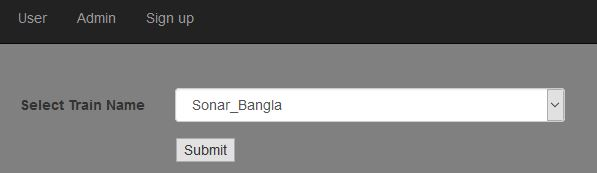 User Admin Sign up
Select Train Name Sonar_Bangla
Submit